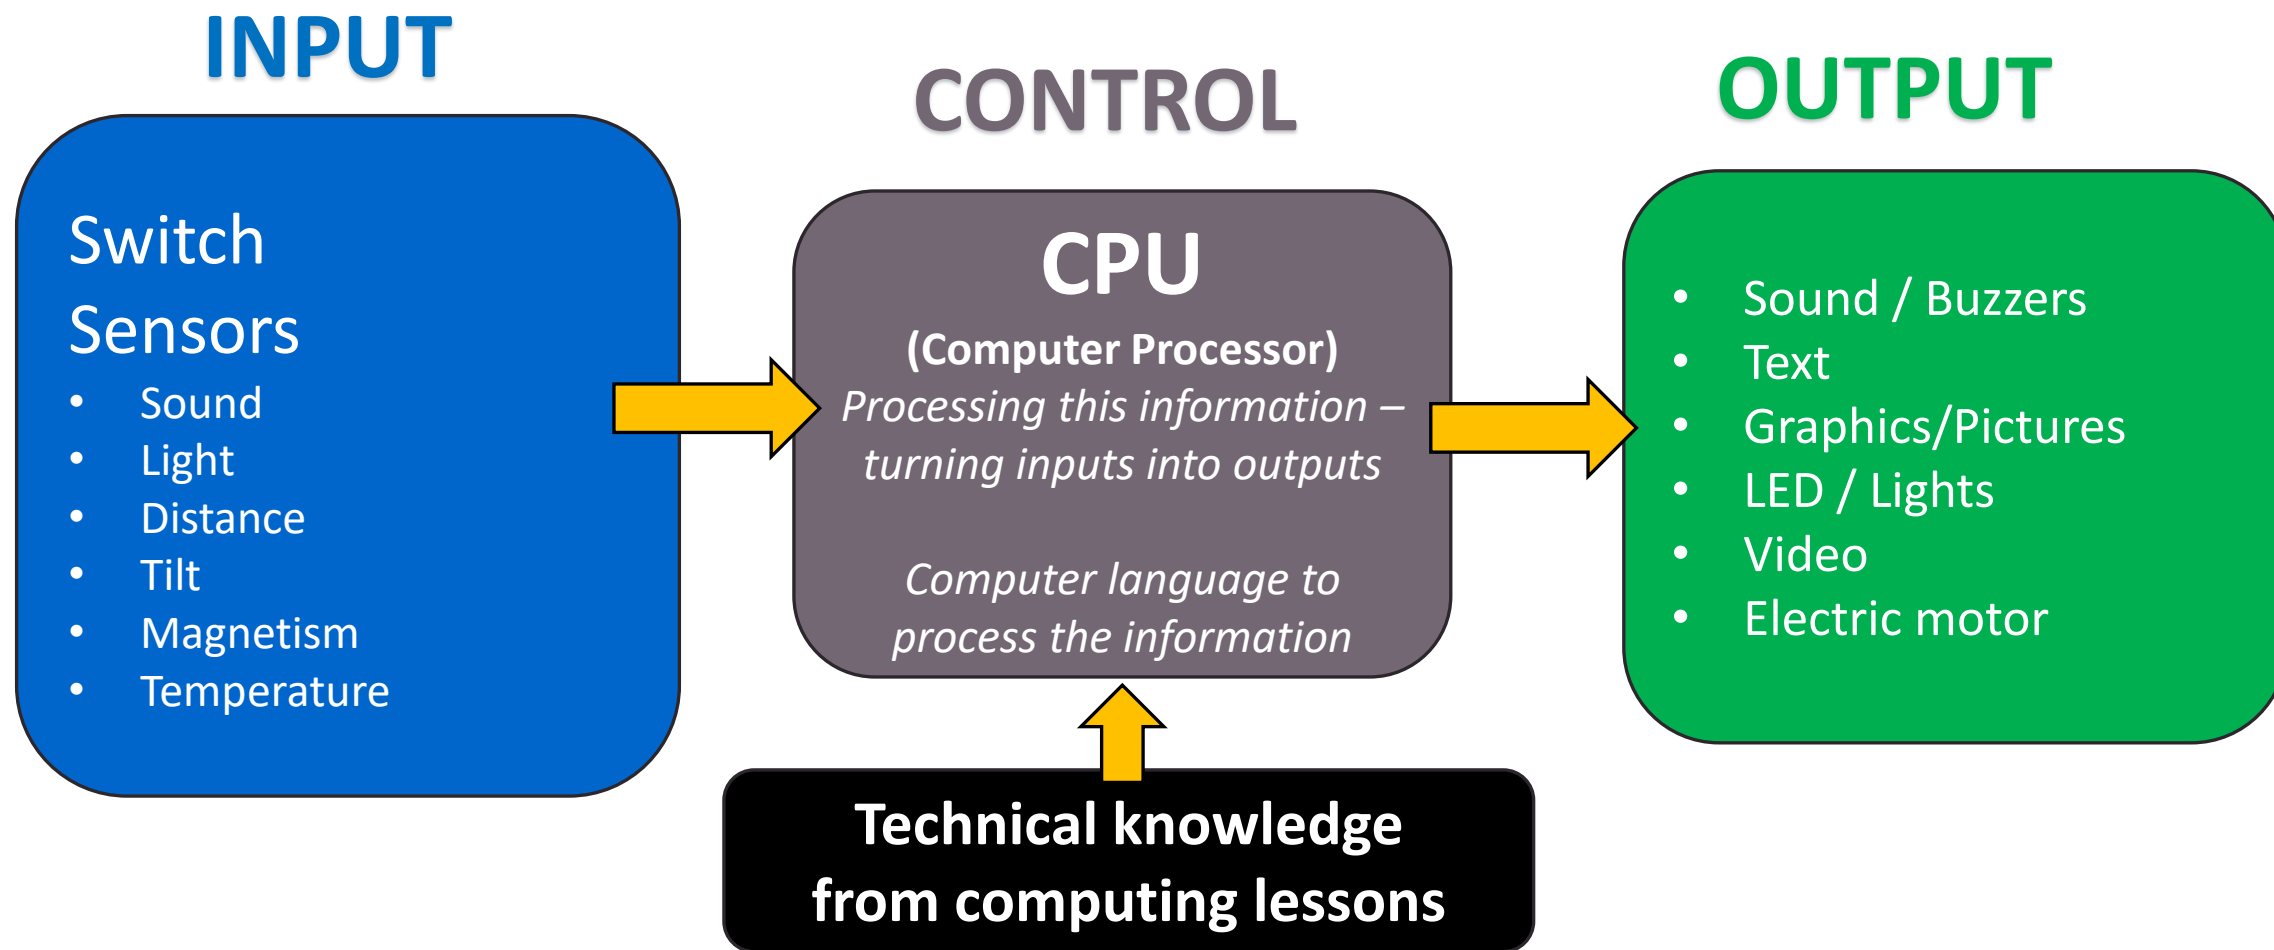 INPUT
Switch
Sensors
• Sound
• Light
• Distance
• Tilt
• Magnetism
• Temperature
CONTROL
CPU
(Computer Processor)
Processing this information –
turning inputs into outputs
Computer language to
process the information
Technical knowledge
from computing lessons
OUTPUT
• Sound / Buzzers
• Text
• Graphics/Pictures
• LED / Lights
• Video
• Electric motor